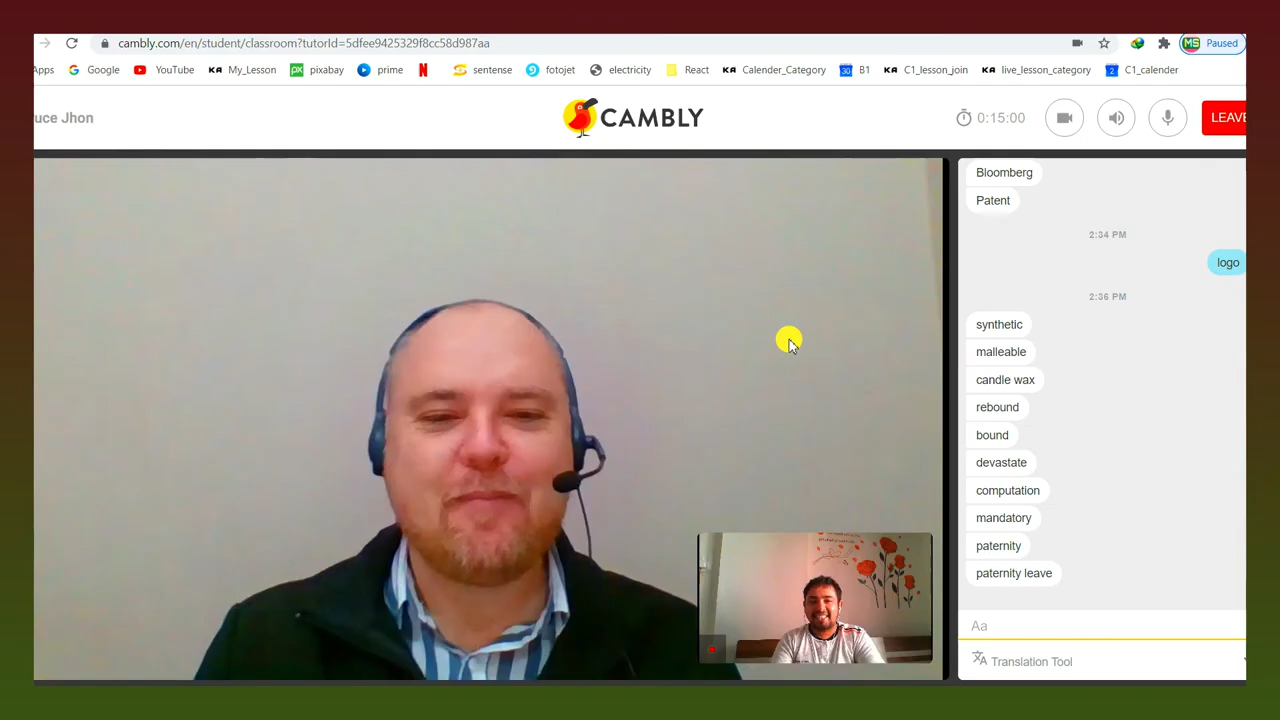 cambly.com/en/student/classroom?tutorId=5dfee9425329f8cc58d987aa
MS Paused
Apps Google YouTube My_Lesson pixabay prime sentense fotojet electricity React Calender_Category B1 C1_lesson_join live_lesson_category C1_calender
uce Jhon
CAMBLY
0:15:00
LEAVE
Bloomberg
Patent
2:34 PM
logo
2:36 PM
synthetic
malleable
candle wax
rebound
bound
devastate
computation
mandatory
paternity
paternity leave
Aa
Translation Tool